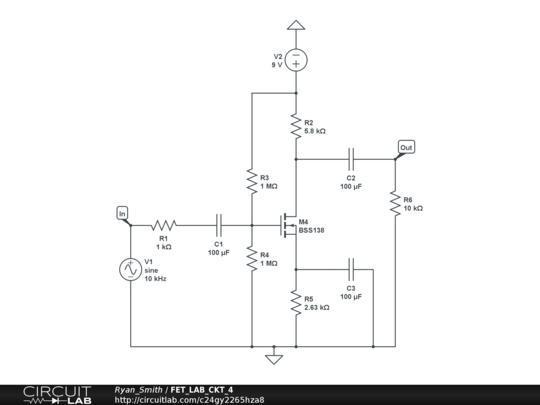 V2
9 V
R2
5.8 kΩ
Out
C2
100 µF
R3
1 MΩ
R6
10 kΩ
In
M4
BSS138
R1
1 kΩ
C1
100 µF
R4
1 MΩ
V1
sine
10 kHz
C3
100 µF
R5
2.63 kΩ
CIRCUIT
LAB
Ryan_Smith / FET_LAB_CKT_4
http://circuitlab.com/c24gy2265hza8